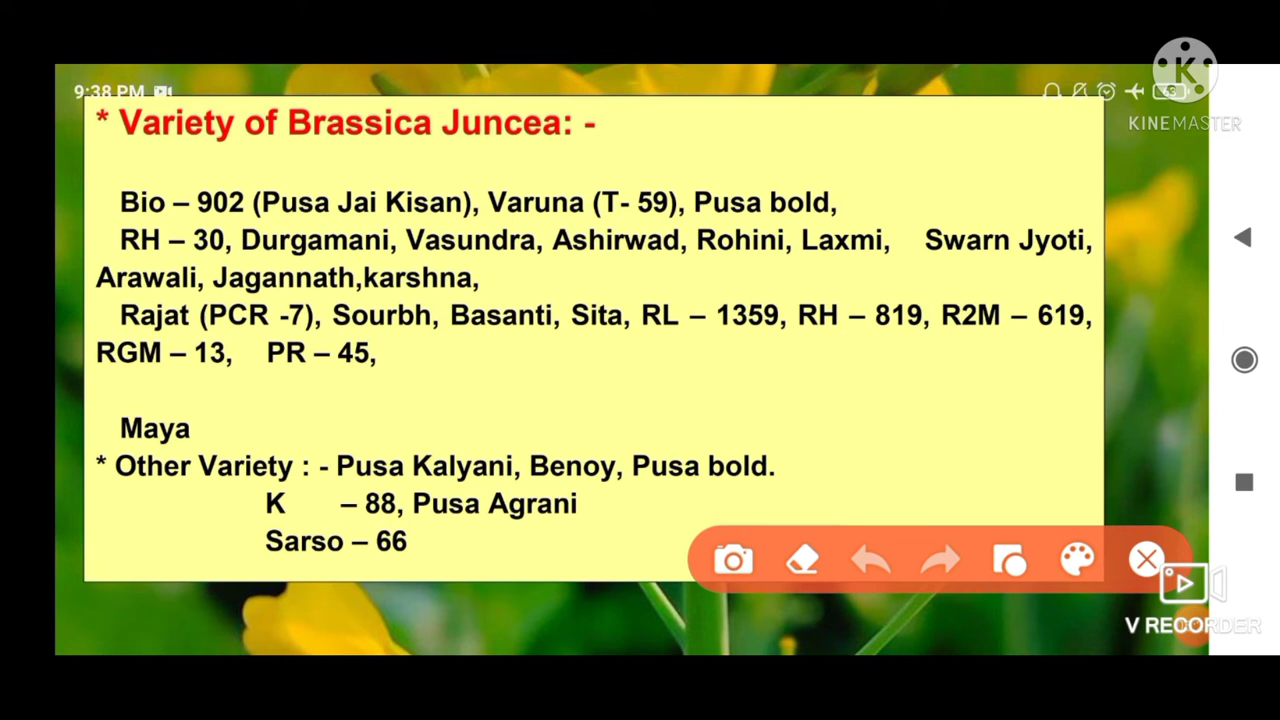 9:38 PM
63
KINEMASTER
* Variety of Brassica Juncea: -
Bio – 902 (Pusa Jai Kisan), Varuna (T- 59), Pusa bold,
RH – 30, Durgamani, Vasundra, Ashirwad, Rohini, Laxmi, Swarn Jyoti,
Arawali, Jagannath,karshna,
Rajat (PCR -7), Sourbh, Basanti, Sita, RL – 1359, RH – 819, R2M – 619,
RGM – 13, PR – 45,
Maya
* Other Variety : - Pusa Kalyani, Benoy, Pusa bold.
K – 88, Pusa Agrani
Sarso – 66
V RECORDER